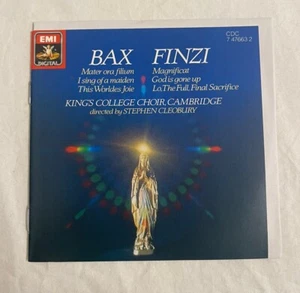 EMI
DIGITAL
CDC
7 47663 2
BAX FINZI
Mater ora filium Magnificat
I sing of a maiden God is gone up
This Worldes Joie Lo, The Full, Final Sacrifice
KING'S COLLEGE CHOIR, CAMBRIDGE
directed by STEPHEN CLEOBURY